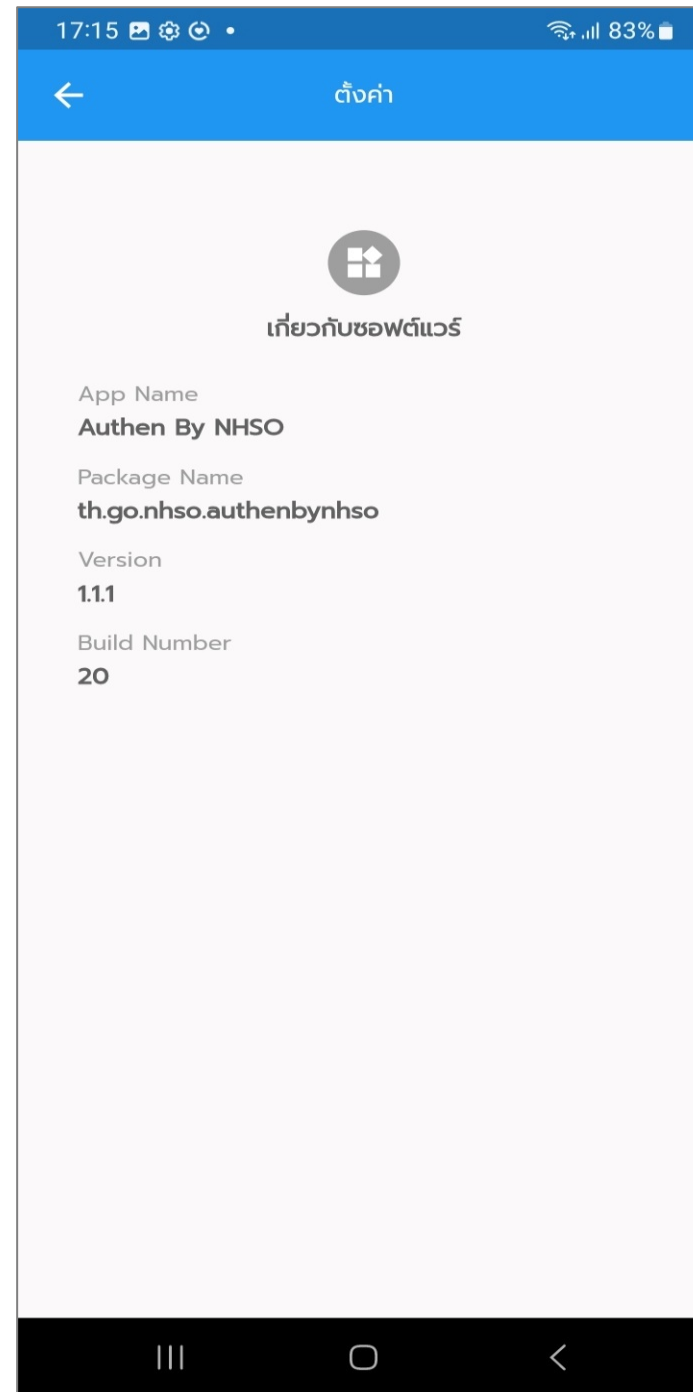 17:15
83%
ตั้งค่า
เกี่ยวกับซอฟต์แวร์
App Name
Authen By NHSO
Package Name
th.go.nhso.authenbynhso
Version
1.1.1
Build Number
20